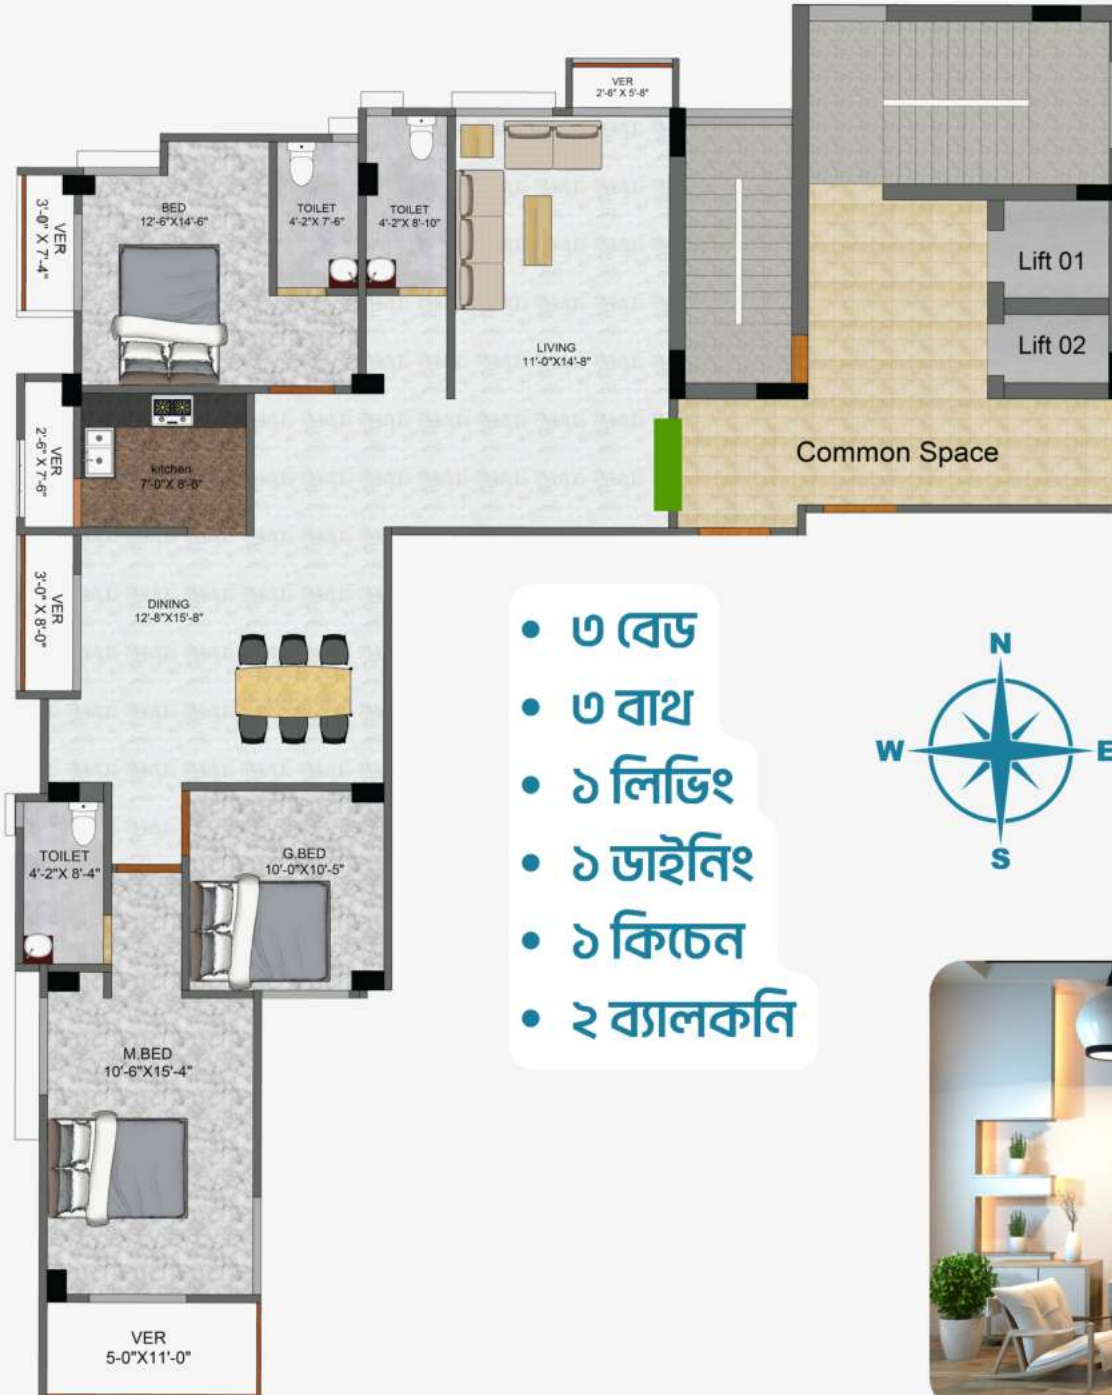 VER
2'-6" X 5'-8"
BED
12'-6"X14'-6"
TOILET
4'-2"X 7'-6"
TOILET
4'-2"X 8'-10"
VER
3'-0" X 7'-4"
LIVING
11'-0"X14'-8"
Lift 01
Lift 02
Common Space
VER
2'-6" X 7'-6"
kitchen
7'-0"X 8'-6"
VER
3'-0" X 8'-0"
DINING
12'-8"X15'-8"
TOILET
4'-2"X 8'-4"
G.BED
10'-0"X10'-5"
M.BED
10'-6"X15'-4"
VER
5-0"X11'-0"
• ৩ বেড
• ৩ বাথ
• ১ লিভিং
• ১ ডাইনিং
• ১ কিচেন
• ২ ব্যালকনি
N
W E
S